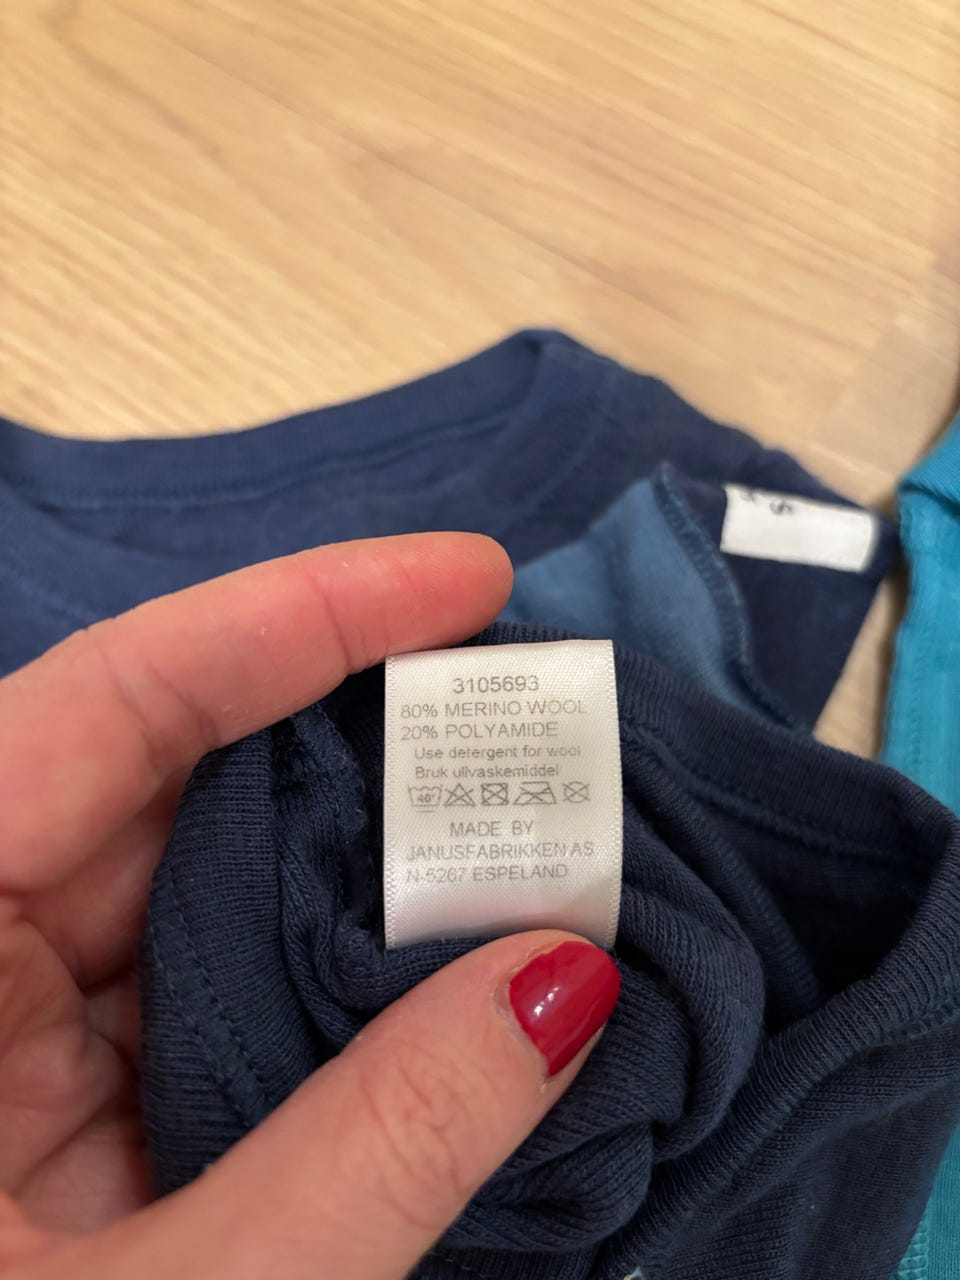 3105693
80% MERINO WOOL
20% POLYAMIDE
Use detergent for wool
Bruk ullvaskemiddel
40°
MADE BY
JANUSFABRIKKEN AS
N-5267 ESPELAND